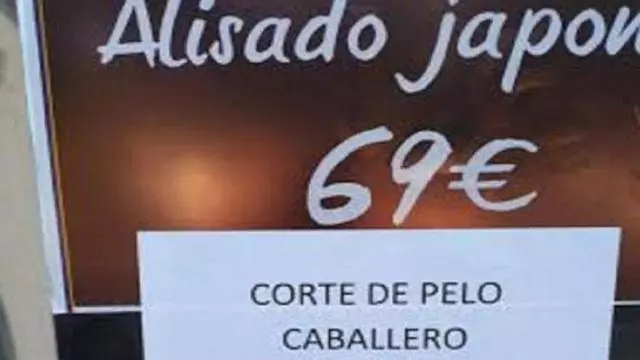 Alisado japon
69€
CORTE DE PELO
CABALLERO